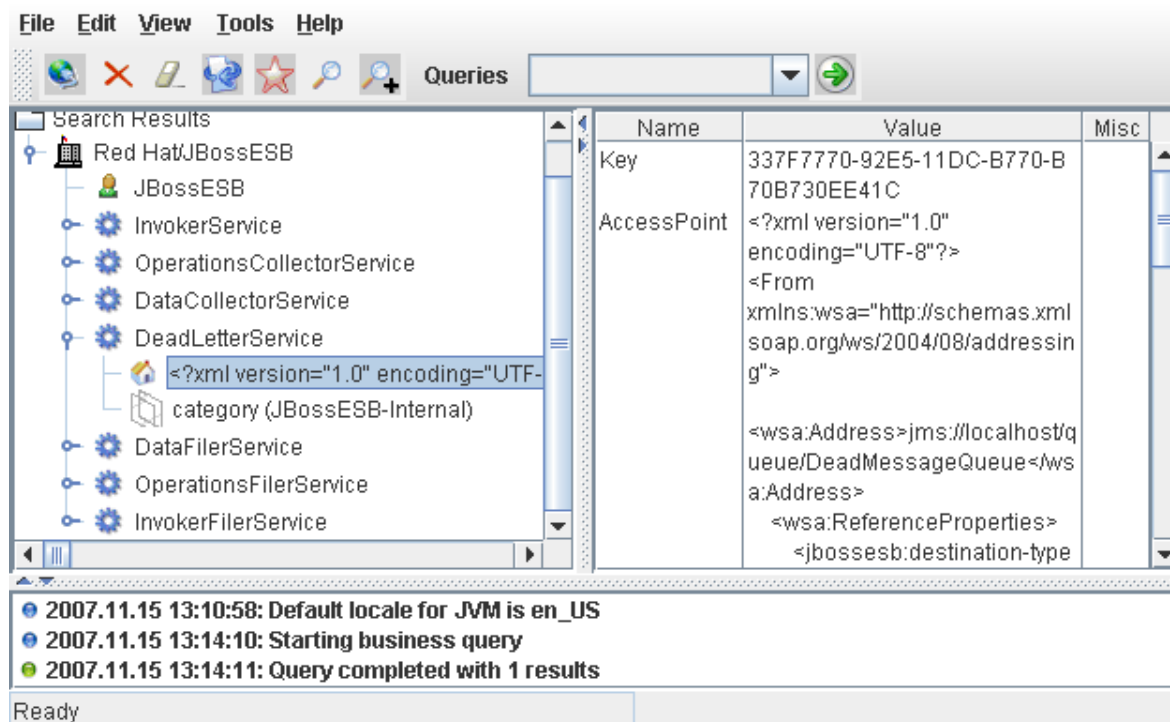 File Edit View Tools Help
Queries
Search Results
Red Hat/JBossESB
JBossESB
InvokerService
OperationsCollectorService
DataCollectorService
DeadLetterService
<?xml version="1.0" encoding="UTF-
category (JBossESB-Internal)
DataFilerService
OperationsFilerService
InvokerFilerService
Name Value Misc
Key 337F7770-92E5-11DC-B770-B
70B730EE41C
AccessPoint <?xml version="1.0"
encoding="UTF-8"?>
<From
xmlns:wsa="http://schemas.xml
soap.org/ws/2004/08/addressin
g">
<wsa:Address>jms://localhost/q
ueue/DeadMessageQueue</ws
a:Address>
<wsa:ReferenceProperties>
<jbossesb:destination-type
2007.11.15 13:10:58: Default locale for JVM is en_US
2007.11.15 13:14:10: Starting business query
2007.11.15 13:14:11: Query completed with 1 results
Ready